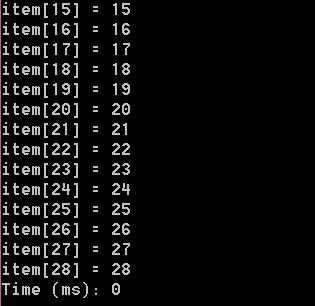 item[15] = 15
item[16] = 16
item[17] = 17
item[18] = 18
item[19] = 19
item[20] = 20
item[21] = 21
item[22] = 22
item[23] = 23
item[24] = 24
item[25] = 25
item[26] = 26
item[27] = 27
item[28] = 28
Time (ms): 0